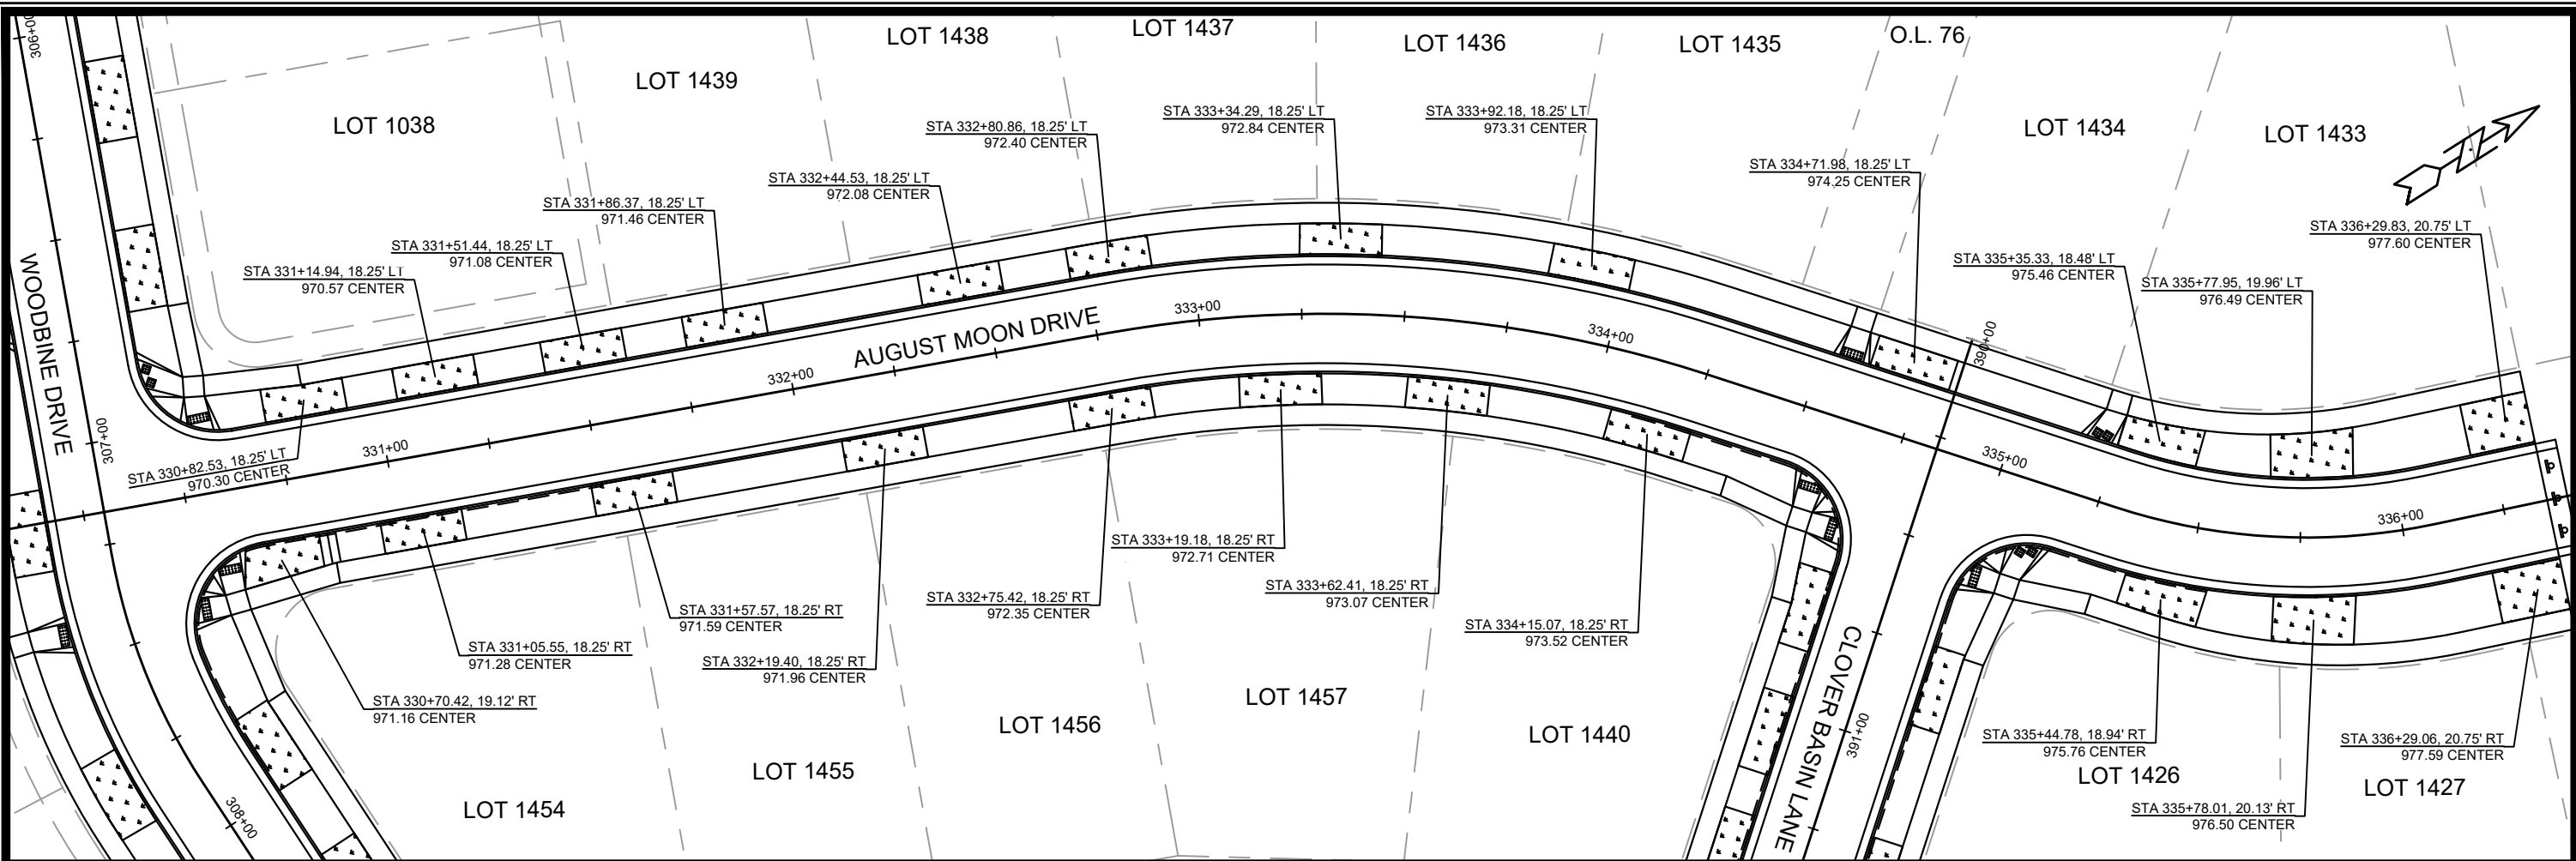 306+00
LOT 1038
LOT 1439
LOT 1438
LOT 1437
LOT 1436
LOT 1435
O.L. 76
LOT 1434
LOT 1433
N
STA 330+82.53, 18.25' LT
970.30 CENTER
STA 331+14.94, 18.25' LT
970.57 CENTER
STA 331+51.44, 18.25' LT
971.08 CENTER
STA 331+86.37, 18.25' LT
971.46 CENTER
STA 332+44.53, 18.25' LT
972.08 CENTER
STA 332+80.86, 18.25' LT
972.40 CENTER
STA 333+34.29, 18.25' LT
972.84 CENTER
STA 333+92.18, 18.25' LT
973.31 CENTER
STA 334+71.98, 18.25' LT
974.25 CENTER
STA 335+35.33, 18.48' LT
975.46 CENTER
STA 335+77.95, 19.96' LT
976.49 CENTER
STA 336+29.83, 20.75' LT
977.60 CENTER
WOODBINE DRIVE
307+00
308+00
AUGUST MOON DRIVE
331+00
332+00
333+00
334+00
335+00
336+00
390+00
391+00
CLOVER BASIN LANE
STA 330+70.42, 19.12' RT
971.16 CENTER
STA 331+05.55, 18.25' RT
971.28 CENTER
STA 331+57.57, 18.25' RT
971.59 CENTER
STA 332+19.40, 18.25' RT
971.96 CENTER
STA 332+75.42, 18.25' RT
972.35 CENTER
STA 333+19.18, 18.25' RT
972.71 CENTER
STA 333+62.41, 18.25' RT
973.07 CENTER
STA 334+15.07, 18.25' RT
973.52 CENTER
STA 335+44.78, 18.94' RT
975.76 CENTER
STA 335+78.01, 20.13' RT
976.50 CENTER
STA 336+29.06, 20.75' RT
977.59 CENTER
LOT 1454
LOT 1455
LOT 1456
LOT 1457
LOT 1440
LOT 1426
LOT 1427